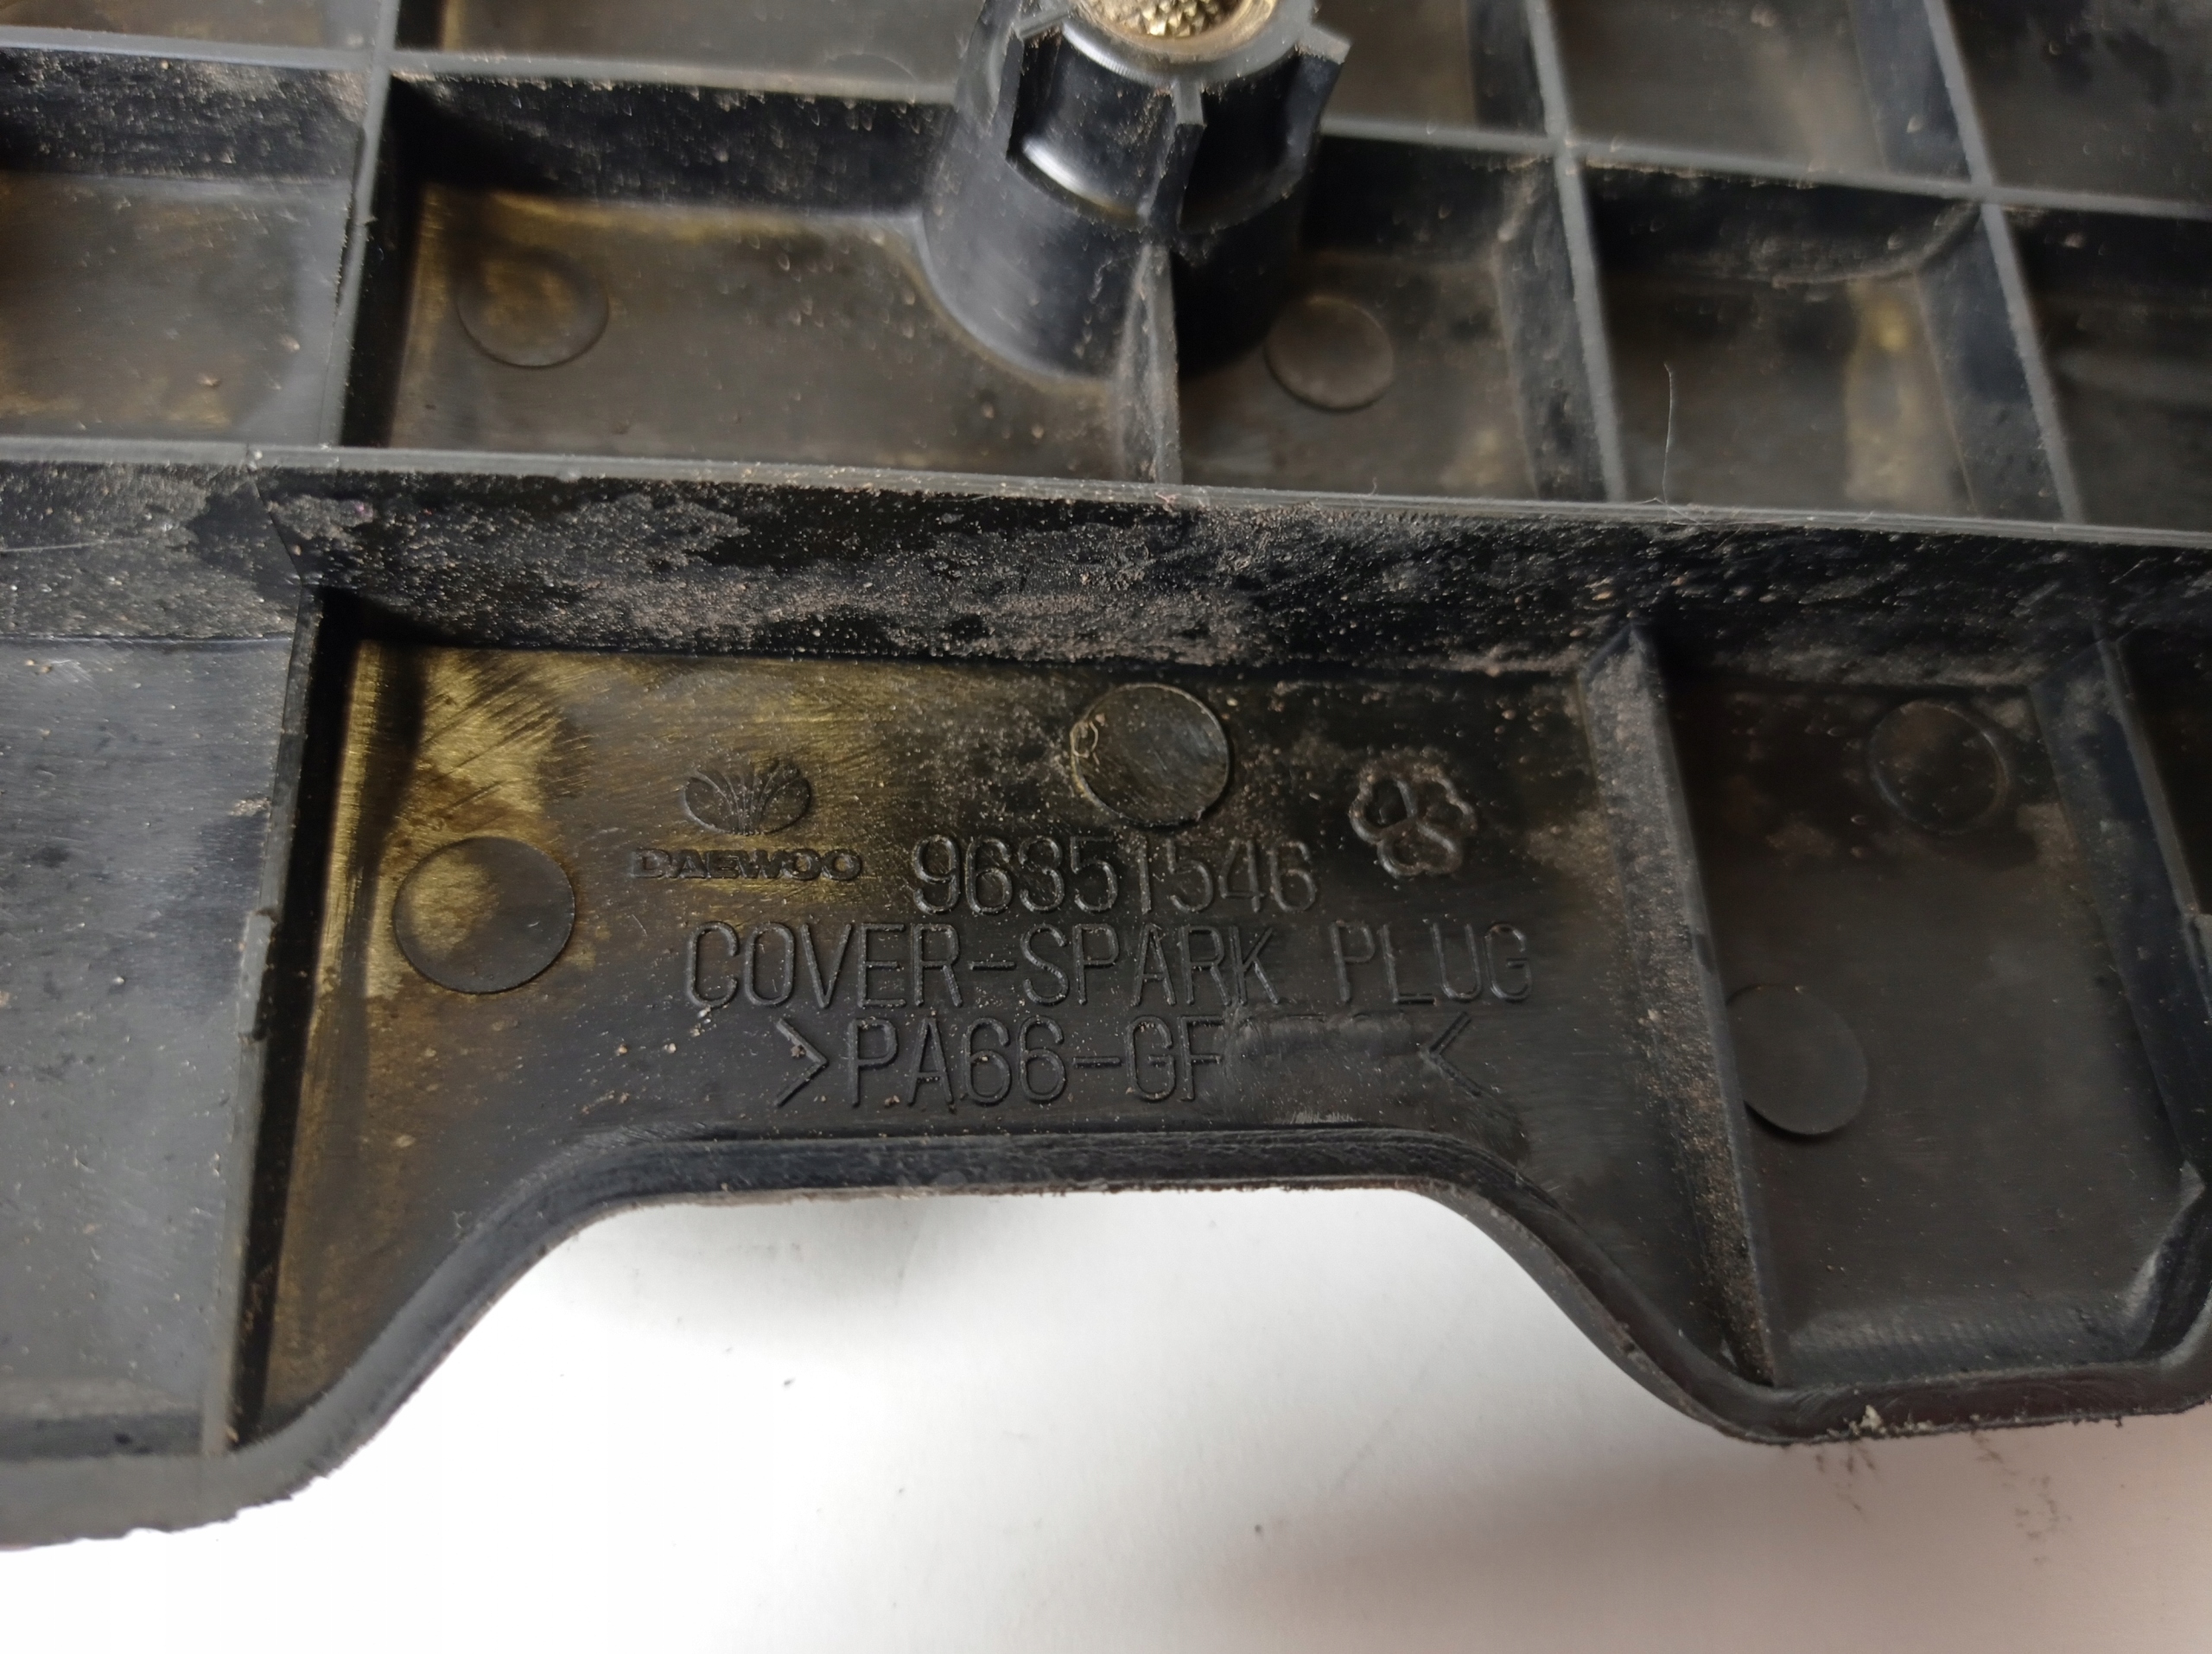 DAEWOO 96351546
COVER-SPARK PLUG
>PA66-GF <